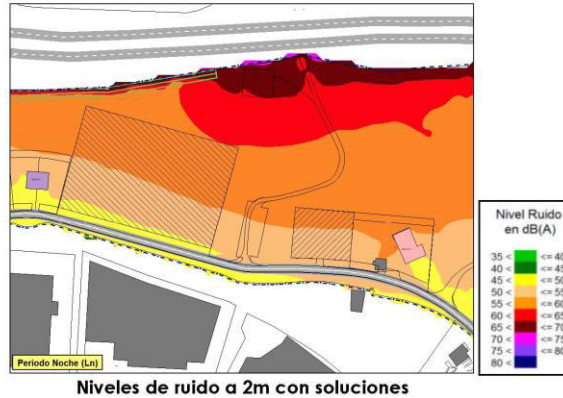 Nivel Ruido
en dB(A)
35 < <= 40
40 < <= 45
45 < <= 50
50 < <= 55
55 < <= 60
60 < <= 65
65 < <= 70
70 < <= 75
75 < <= 80
80 <
Periodo Noche (Ln)
Niveles de ruido a 2m con soluciones